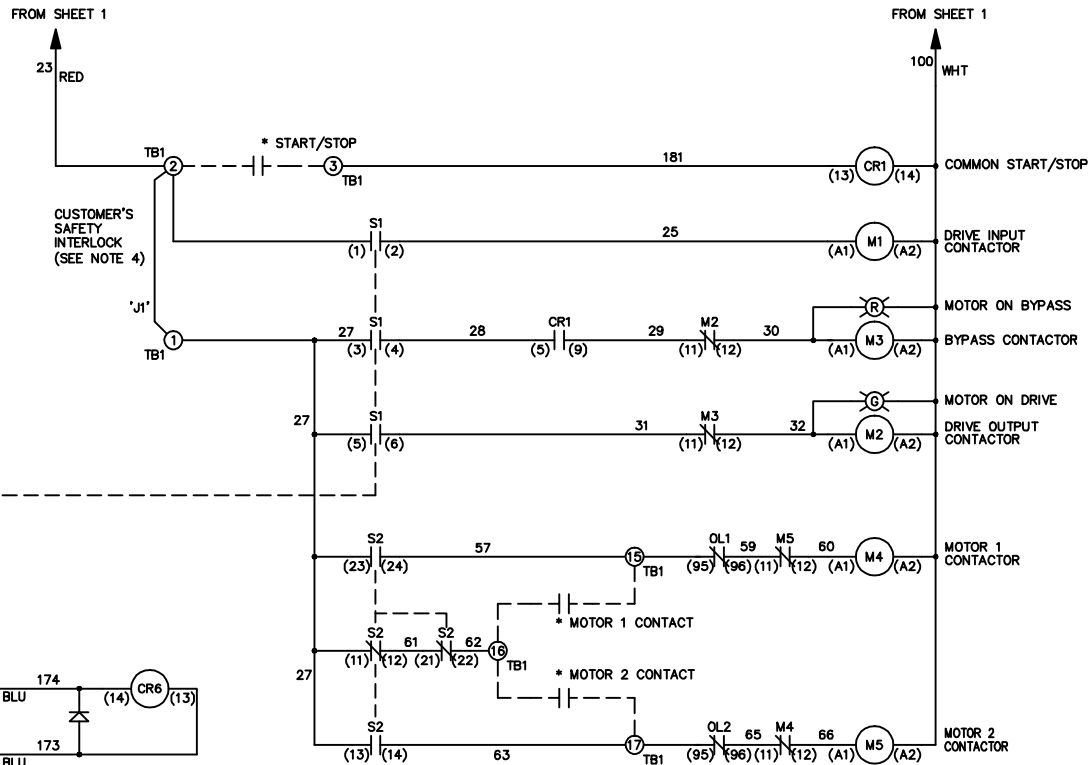 FROM SHEET 1
FROM SHEET 1
23
RED
100
WHT
TB1
2
* START/STOP
3
TB1
181
(13)
CR1
(14)
COMMON START/STOP
CUSTOMER'S
SAFETY
INTERLOCK
(SEE NOTE 4)
S1
(1)
(2)
25
(A1)
M1
(A2)
DRIVE INPUT
CONTACTOR
'J1'
TB1
1
R
MOTOR ON BYPASS
27
S1
(3)
(4)
28
CR1
(5)
(9)
29
M2
(11)
(12)
30
(A1)
M3
(A2)
BYPASS CONTACTOR
G
MOTOR ON DRIVE
27
S1
(5)
(6)
31
M3
(11)
(12)
32
(A1)
M2
(A2)
DRIVE OUTPUT
CONTACTOR
S2
(23)
(24)
57
15
TB1
OL1
(95)
(96)
59
M5
(11)
(12)
60
(A1)
M4
(A2)
MOTOR 1
CONTACTOR
* MOTOR 1 CONTACT
S2
(11)
(12)
61
S2
(21)
(22)
62
16
TB1
* MOTOR 2 CONTACT
27
174
BLU
(14)
CR6
(13)
173
BLU
S2
(13)
(14)
63
17
TB1
OL2
(95)
(96)
65
M4
(11)
(12)
66
(A1)
M5
(A2)
MOTOR 2
CONTACTOR